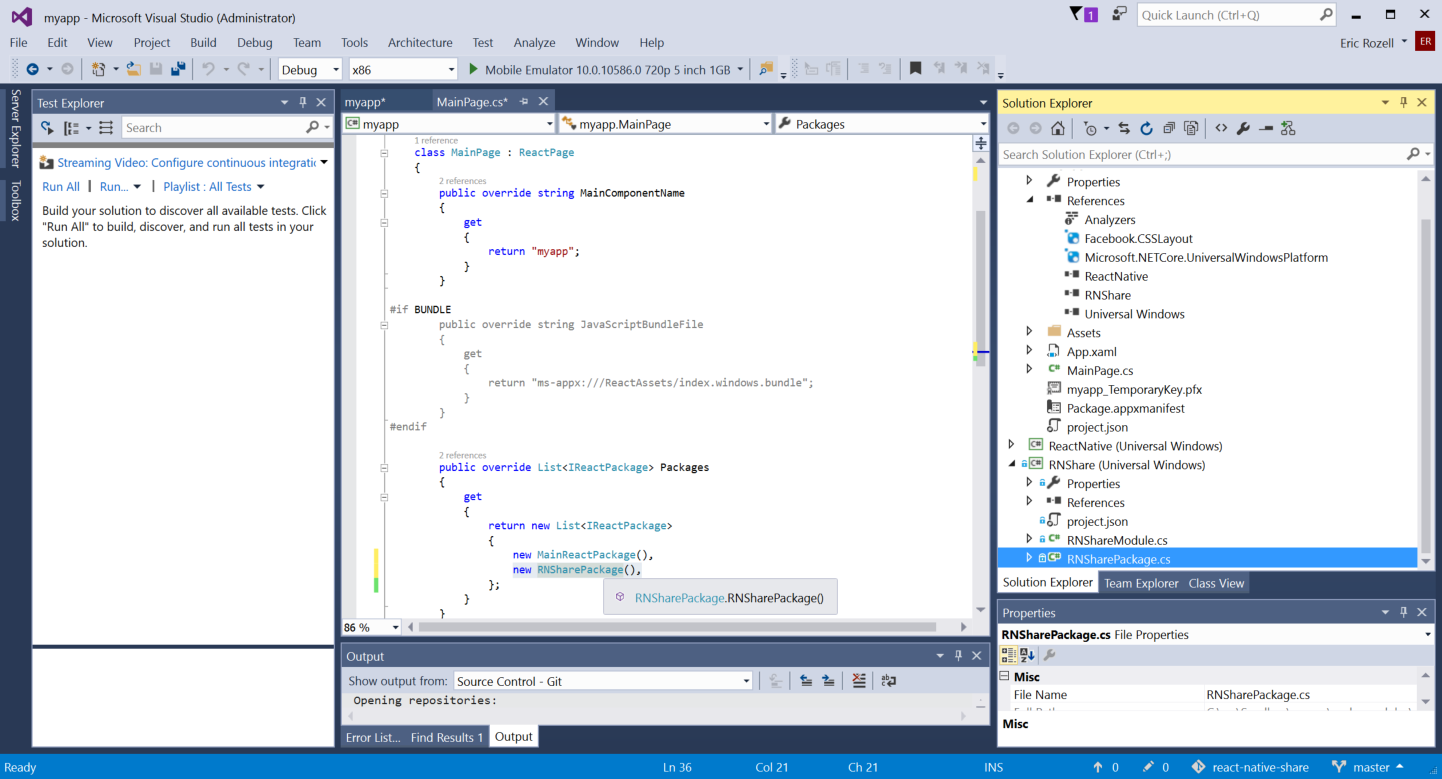 myapp - Microsoft Visual Studio (Administrator)
1
Quick Launch (Ctrl+Q)
File Edit View Project Build Debug Team Tools Architecture Test Analyze Window Help
Eric Rozell ER
Debug x86 Mobile Emulator 10.0.10586.0 720p 5 inch 1GB
Server Explorer
Toolbox
Test Explorer
Search
Streaming Video: Configure continuous integratic
Run All | Run... | Playlist : All Tests
Build your solution to discover all available tests. Click
"Run All" to build, discover, and run all tests in your
solution.
myapp* MainPage.cs*
C# myapp myapp.MainPage Packages
1 reference
class MainPage : ReactPage
{
2 references
public override string MainComponentName
{
get
{
return "myapp";
}
}
#if BUNDLE
public override string JavaScriptBundleFile
{
get
{
return "ms-appx:///ReactAssets/index.windows.bundle";
}
}
#endif
2 references
public override List<IReactPackage> Packages
{
get
{
return new List<IReactPackage>
{
new MainReactPackage(),
new RNSharePackage(),
};
RNSharePackage.RNSharePackage()
}
}
86 %
Output
Show output from: Source Control - Git
Opening repositories:
Error List... Find Results 1 Output
Solution Explorer
Search Solution Explorer (Ctrl+;)
Properties
References
Analyzers
Facebook.CSSLayout
Microsoft.NETCore.UniversalWindowsPlatform
ReactNative
RNShare
Universal Windows
Assets
App.xaml
C# MainPage.cs
myapp_TemporaryKey.pfx
Package.appxmanifest
project.json
C# ReactNative (Universal Windows)
C# RNShare (Universal Windows)
Properties
References
project.json
C# RNShareModule.cs
C# RNSharePackage.cs
Solution Explorer Team Explorer Class View
Properties
RNSharePackage.cs File Properties
Misc
File Name RNSharePackage.cs
Misc
Ready Ln 36 Col 21 Ch 21 INS 0 0 react-native-share master